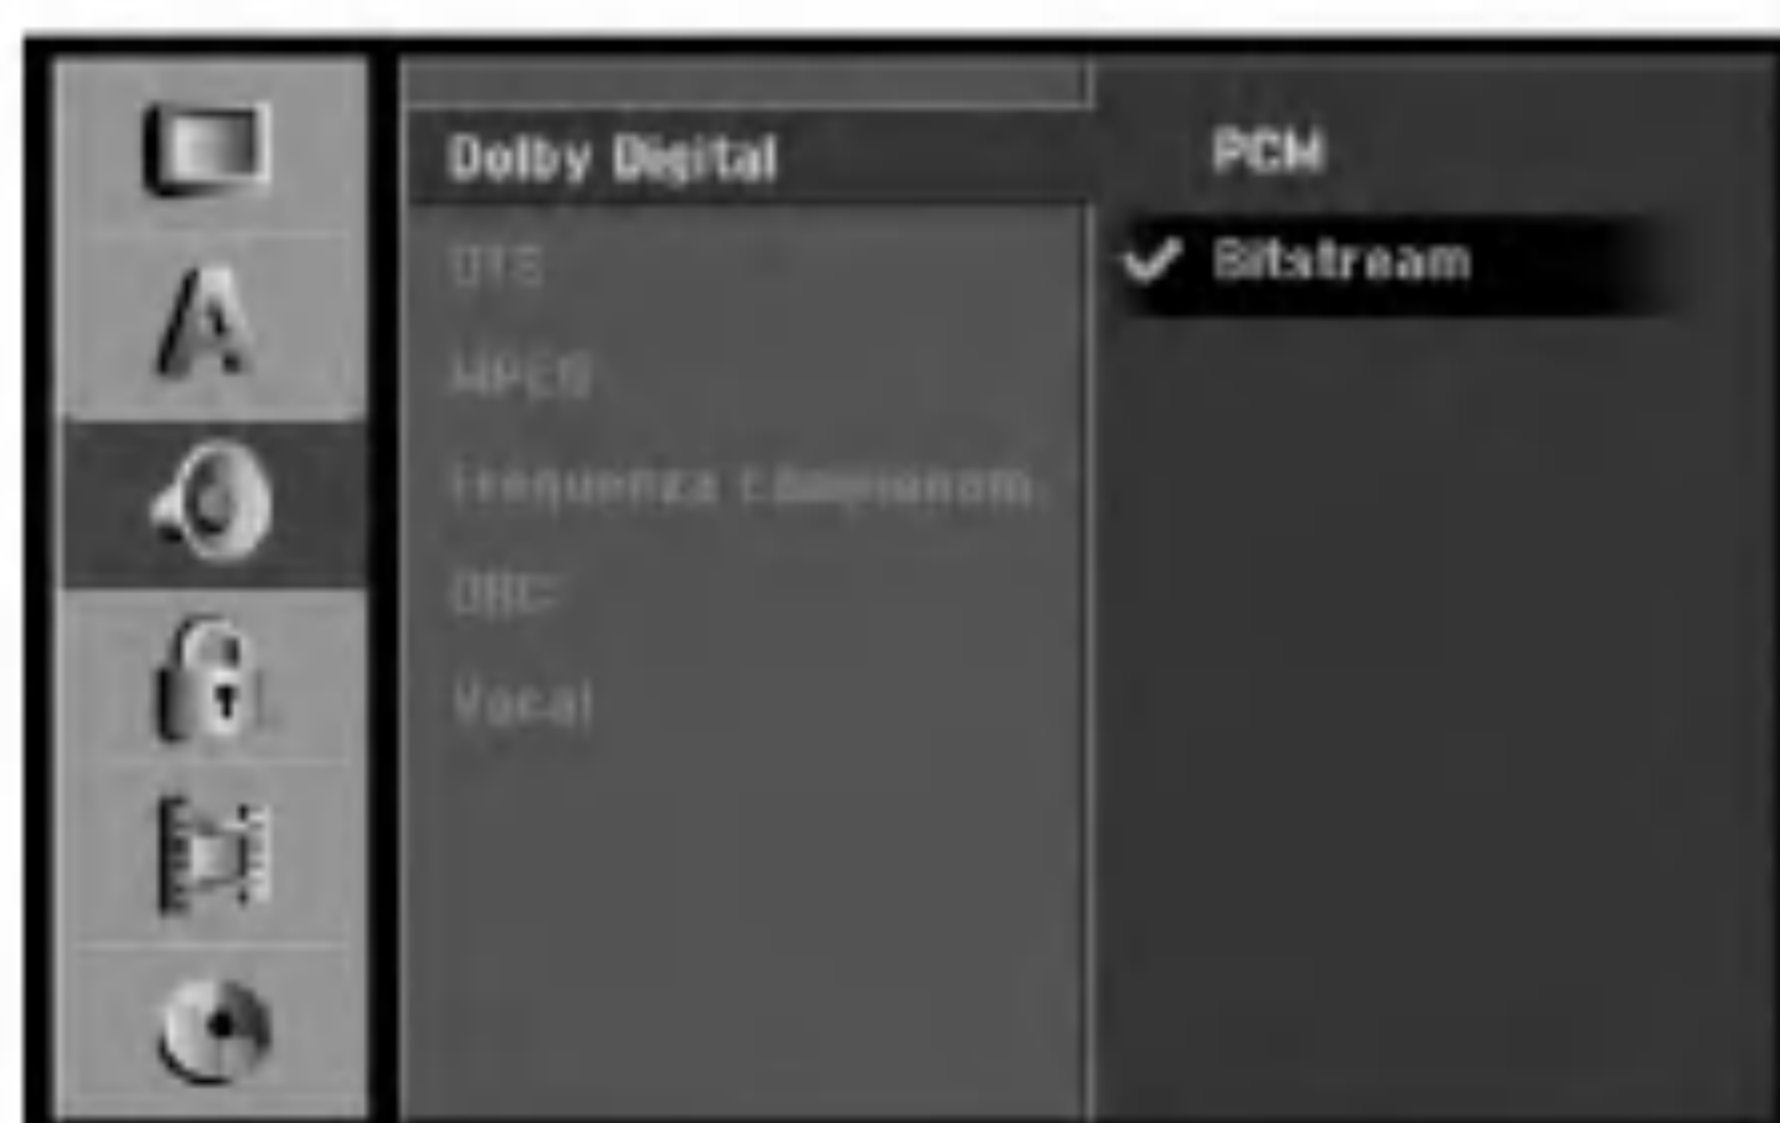 Dolby Digital
DTS
MPEG
Frequenza campionam.
DRC
Vocal
PCM
Bitstream